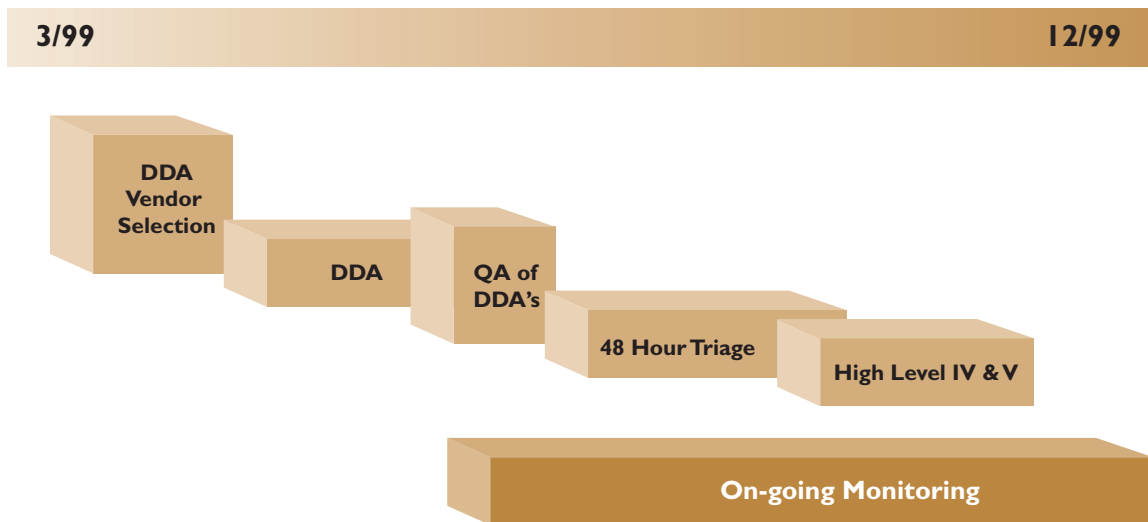 3/99
12/99
DDA
Vendor
Selection
DDA
QA of
DDA's
48 Hour Triage
High Level IV & V
On-going Monitoring